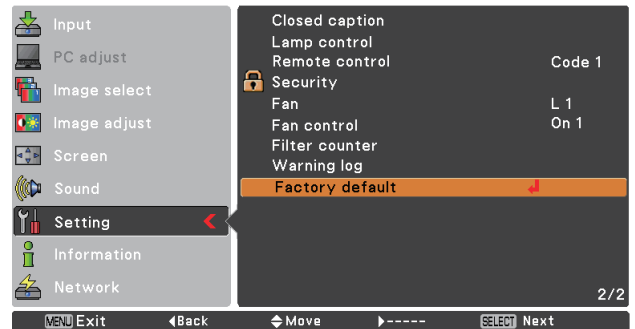 Input
PC adjust
Image select
Image adjust
Screen
Sound
Setting
Information
Network
Closed caption
Lamp control
Remote control Code 1
Security
Fan L 1
Fan control On 1
Filter counter
Warning log
Factory default
2/2
MENU Exit Back Move ----- SELECT Next